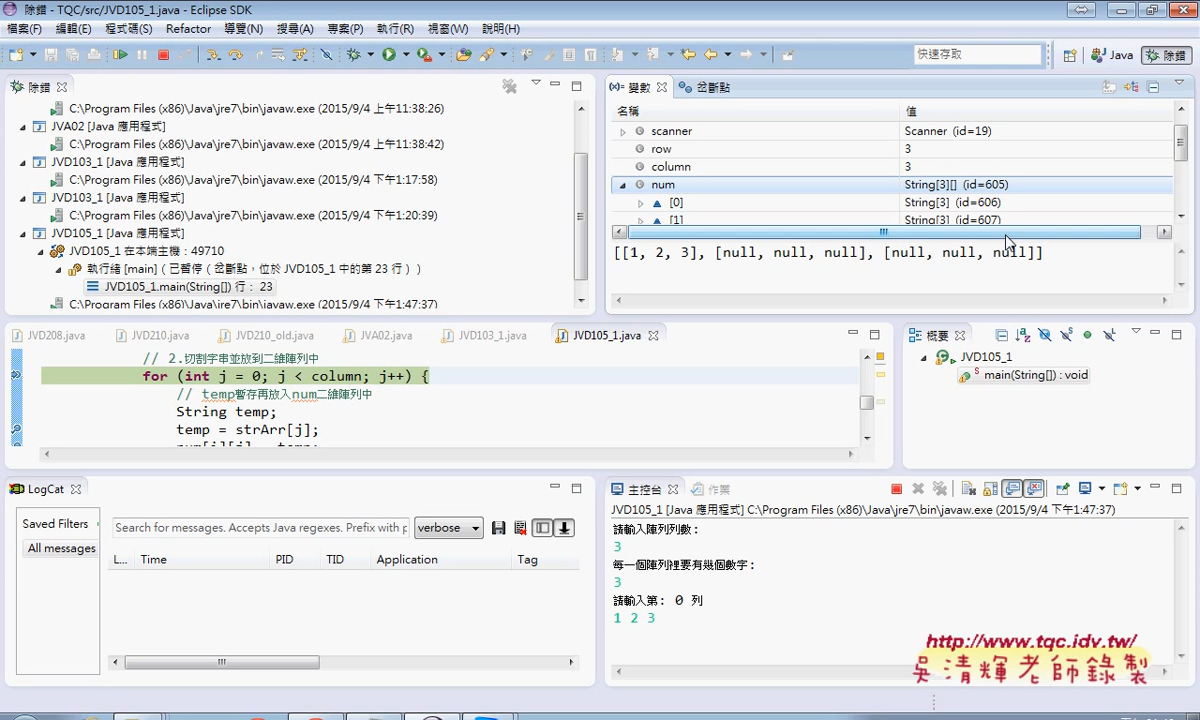 除錯 - TQC/src/JVD105_1.java - Eclipse SDK
檔案(F) 編輯(E) 程式碼(S) Refactor 導覽(N) 搜尋(A) 專案(P) 執行(R) 視窗(W) 說明(H)
快速存取
Java
除錯
除錯
C:\Program Files (x86)\Java\jre7\bin\javaw.exe (2015/9/4 上午11:38:26)
JVA02 [Java 應用程式]
C:\Program Files (x86)\Java\jre7\bin\javaw.exe (2015/9/4 上午11:38:42)
JVD103_1 [Java 應用程式]
C:\Program Files (x86)\Java\jre7\bin\javaw.exe (2015/9/4 下午1:17:58)
JVD103_1 [Java 應用程式]
C:\Program Files (x86)\Java\jre7\bin\javaw.exe (2015/9/4 下午1:20:39)
JVD105_1 [Java 應用程式]
JVD105_1 在本端主機：49710
執行緒 [main]（已暫停（岔斷點，位於 JVD105_1 中的第 23 行））
JVD105_1.main(String[]) 行： 23
C:\Program Files (x86)\Java\jre7\bin\javaw.exe (2015/9/4 下午1:47:37)
(x)= 變數 岔斷點
名稱 值
scanner Scanner (id=19)
row 3
column 3
num String[3][] (id=605)
[0] String[3] (id=606)
[1] String[3] (id=607)
[[1, 2, 3], [null, null, null], [null, null, null]]
JVD208.java JVD210.java JVD210_old.java JVA02.java JVD103_1.java JVD105_1.java
// 2.切割字串並放到二維陣列中
for (int j = 0; j < column; j++) {
// temp暫存再放入num二維陣列中
String temp;
temp = strArr[j];
num[i][j] = temp;
概要
JVD105_1
main(String[]) : void
LogCat
Saved Filters
All messages
Search for messages. Accepts Java regexes. Prefix with p
verbose
L... Time PID TID Application Tag
主控台 作業
JVD105_1 [Java 應用程式] C:\Program Files (x86)\Java\jre7\bin\javaw.exe (2015/9/4 下午1:47:37)
請輸入陣列列數：
3
每一個陣列裡要有幾個數字：
3
請輸入第: 0 列
1 2 3
http://www.tqc.idv.tw/
吳清輝老師錄製